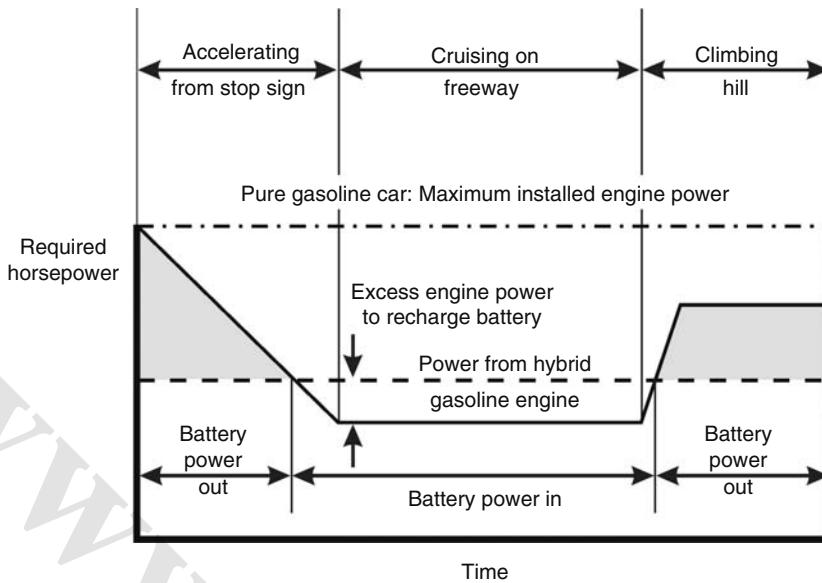 Accelerating
from stop sign
Cruising on
freeway
Climbing
hill
Pure gasoline car: Maximum installed engine power
Required
horsepower
Excess engine power
to recharge battery
Power from hybrid
gasoline engine
Battery
power
out
Battery power in
Battery
power
out
Time